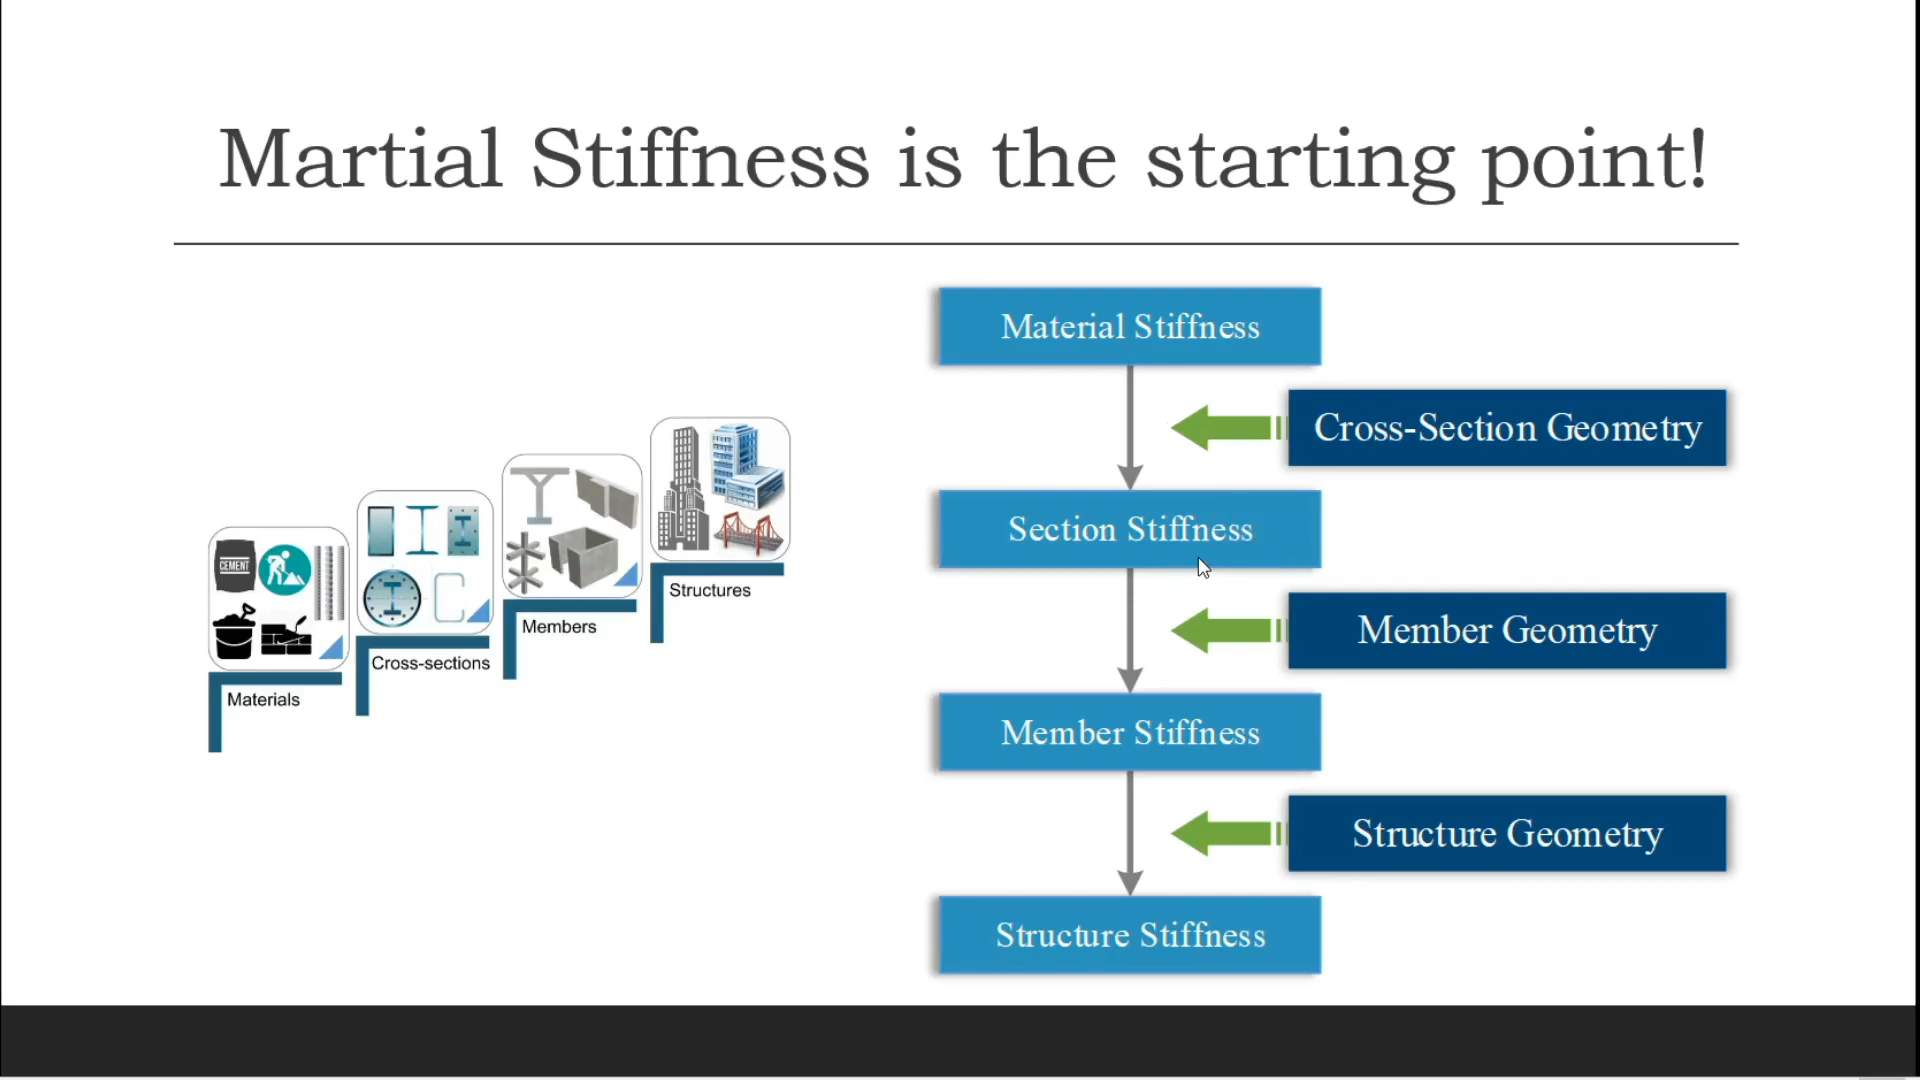 Martial Stiffness is the starting point!
CEMENT
Materials
Cross-sections
Members
Structures
Material Stiffness
Cross-Section Geometry
Section Stiffness
Member Geometry
Member Stiffness
Structure Geometry
Structure Stiffness